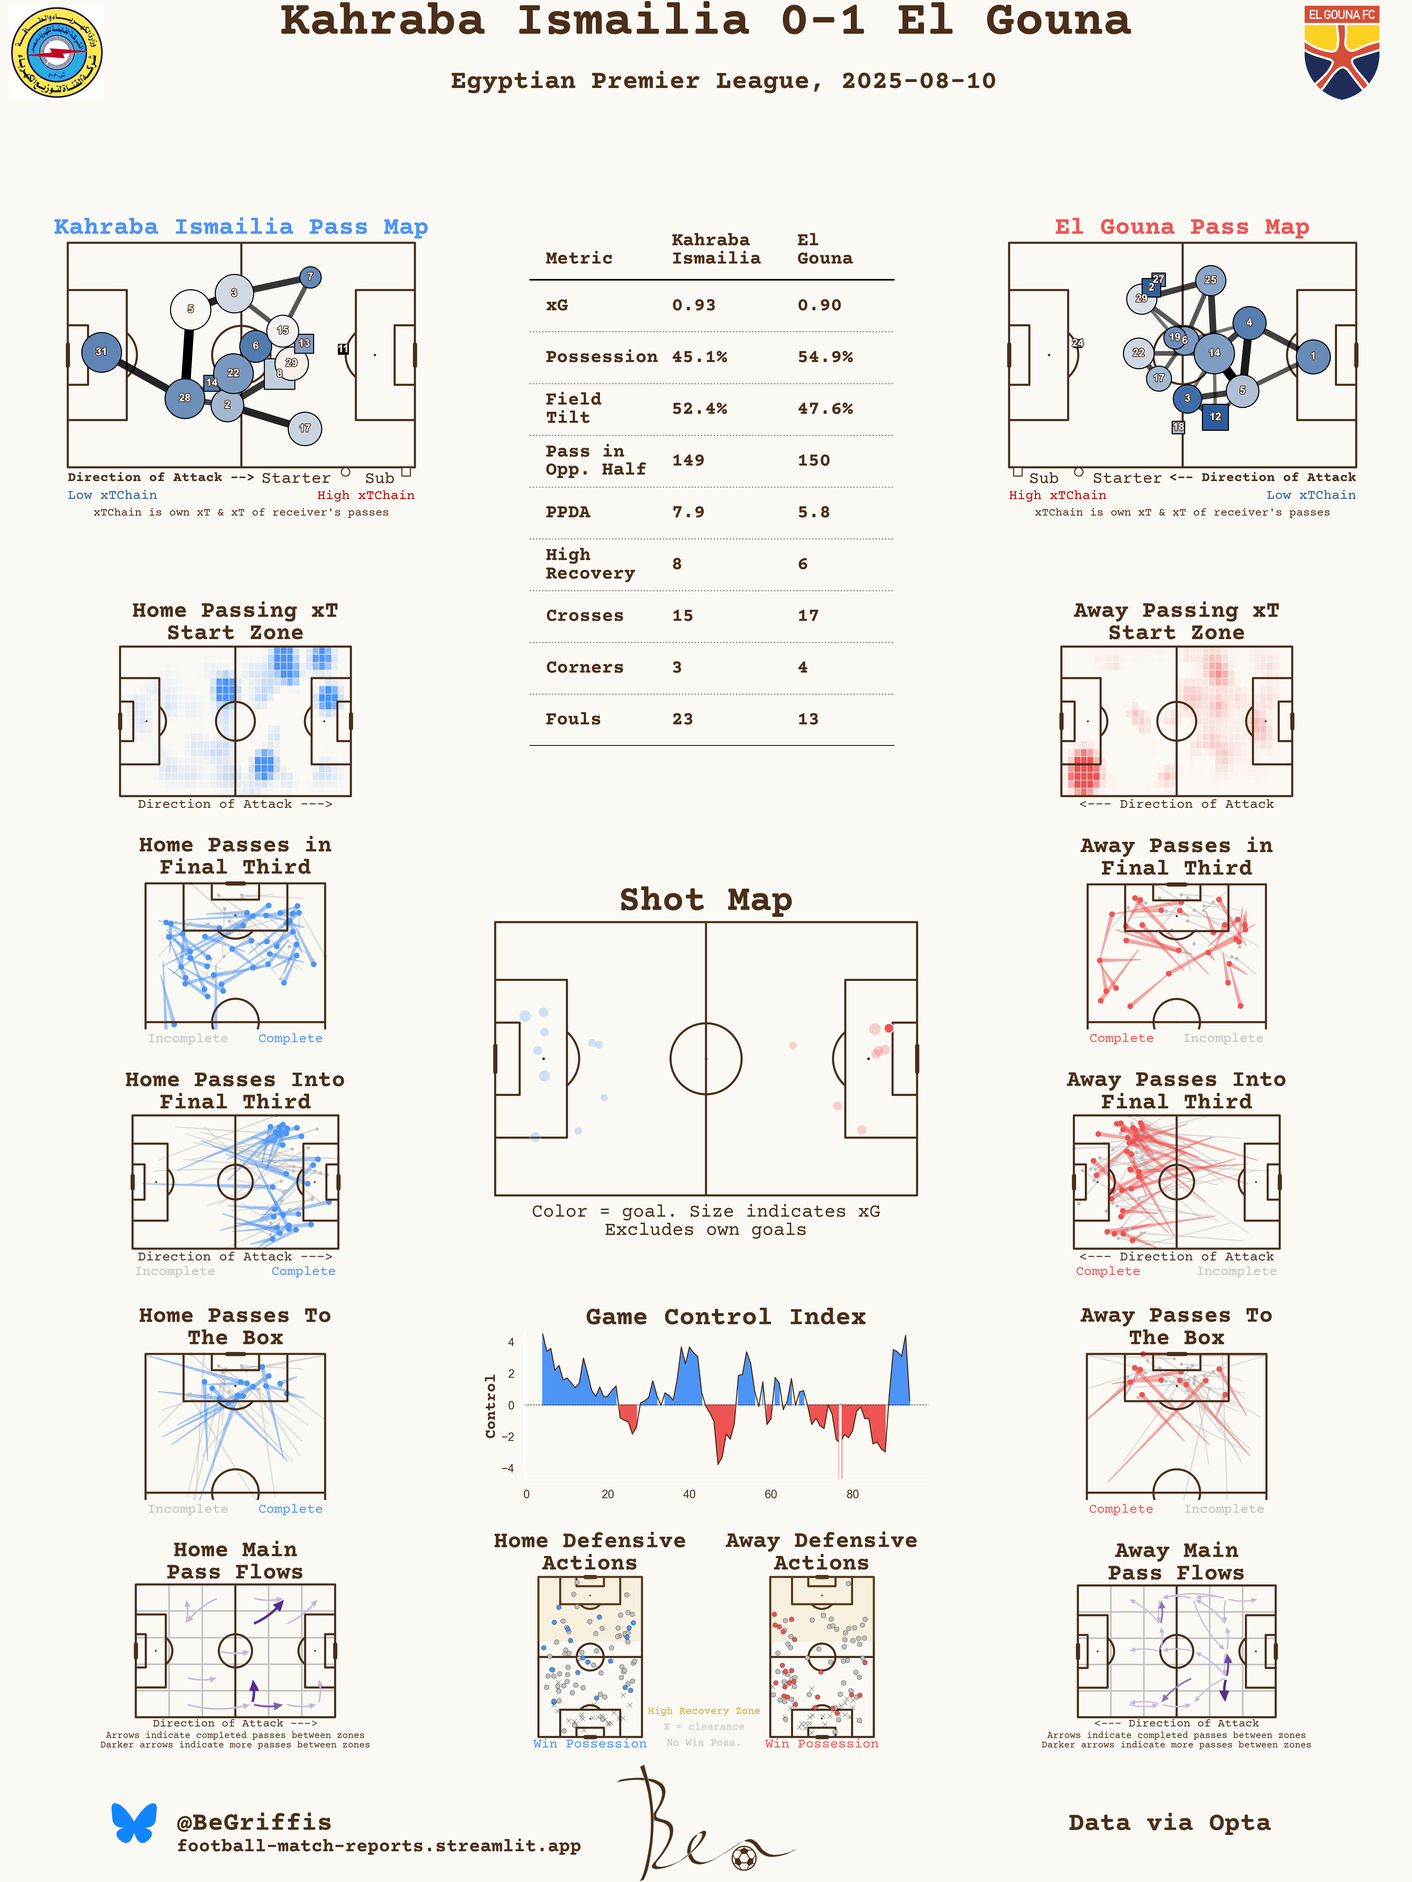 Kahraba Ismailia 0-1 El Gouna
Egyptian Premier League, 2025-08-10
EL GOUNA FC
Kahraba Ismailia Pass Map
7
3
5
15
13
11
6
31
29
22
8
14
28
2
17
Direction of Attack --> Starter Sub
Low xTChain High xTChain
xTChain is own xT & xT of receiver's passes
Metric Kahraba Ismailia El Gouna
xG 0.93 0.90
Possession 45.1% 54.9%
Field Tilt 52.4% 47.6%
Pass in Opp. Half 149 150
PPDA 7.9 5.8
High Recovery 8 6
Crosses 15 17
Corners 3 4
Fouls 23 13
El Gouna Pass Map
27
2
25
29
4
19
6
24
22
14
1
17
5
3
12
18
Sub Starter <-- Direction of Attack
High xTChain Low xTChain
xTChain is own xT & xT of receiver's passes
Home Passing xT
Start Zone
Direction of Attack --->
Away Passing xT
Start Zone
<--- Direction of Attack
Home Passes in
Final Third
Incomplete Complete
Away Passes in
Final Third
Complete Incomplete
Shot Map
Color = goal. Size indicates xG
Excludes own goals
Home Passes Into
Final Third
Direction of Attack --->
Incomplete Complete
Away Passes Into
Final Third
<--- Direction of Attack
Complete Incomplete
Home Passes To
The Box
Incomplete Complete
Game Control Index
Control
4
2
0
−2
−4
0 20 40 60 80
Away Passes To
The Box
Complete Incomplete
Home Main
Pass Flows
Direction of Attack --->
Arrows indicate completed passes between zones
Darker arrows indicate more passes between zones
Home Defensive
Actions
Win Possession
High Recovery Zone
X = clearance
No Win Poss.
Away Defensive
Actions
Win Possession
Away Main
Pass Flows
<--- Direction of Attack
Arrows indicate completed passes between zones
Darker arrows indicate more passes between zones
@BeGriffis
football-match-reports.streamlit.app
Ben
Data via Opta